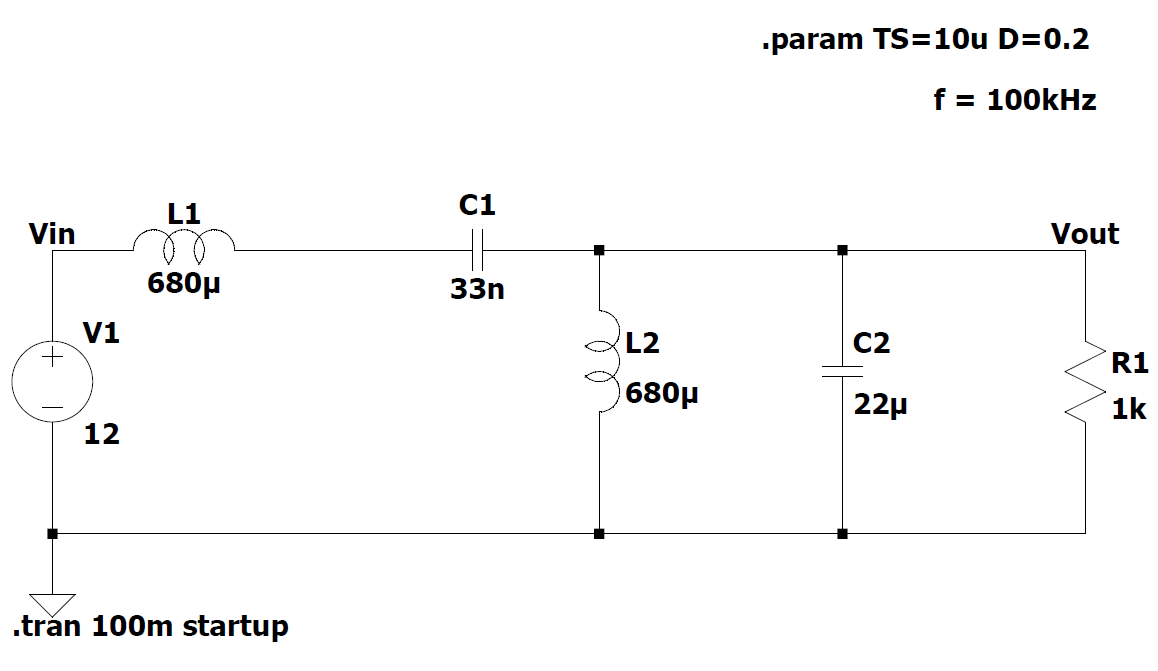 .param TS=10u D=0.2
f = 100kHz
C1
L1
Vin
Vout
680µ
33n
V1
L2
C2
R1
680µ
22µ
1k
12
.tran 100m startup